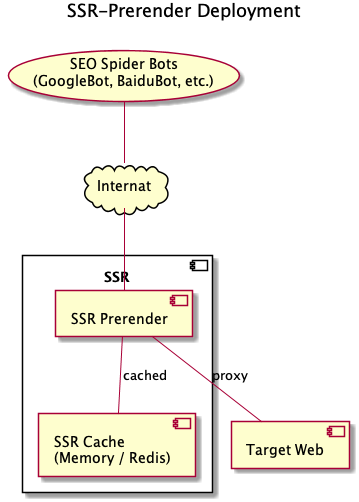 SSR-Prerender Deployment
SEO Spider Bots
(GoogleBot, BaiduBot, etc.)
Internat
SSR
SSR Prerender
cached
proxy
SSR Cache
(Memory / Redis)
Target Web